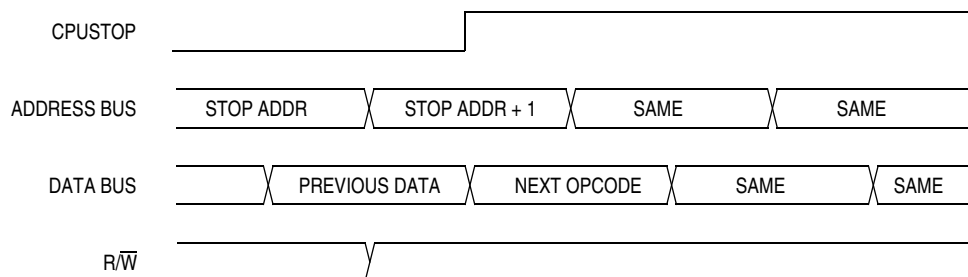 CPUSTOP
ADDRESS BUS STOP ADDR STOP ADDR + 1 SAME SAME
DATA BUS PREVIOUS DATA NEXT OPCODE SAME SAME
R/W̅